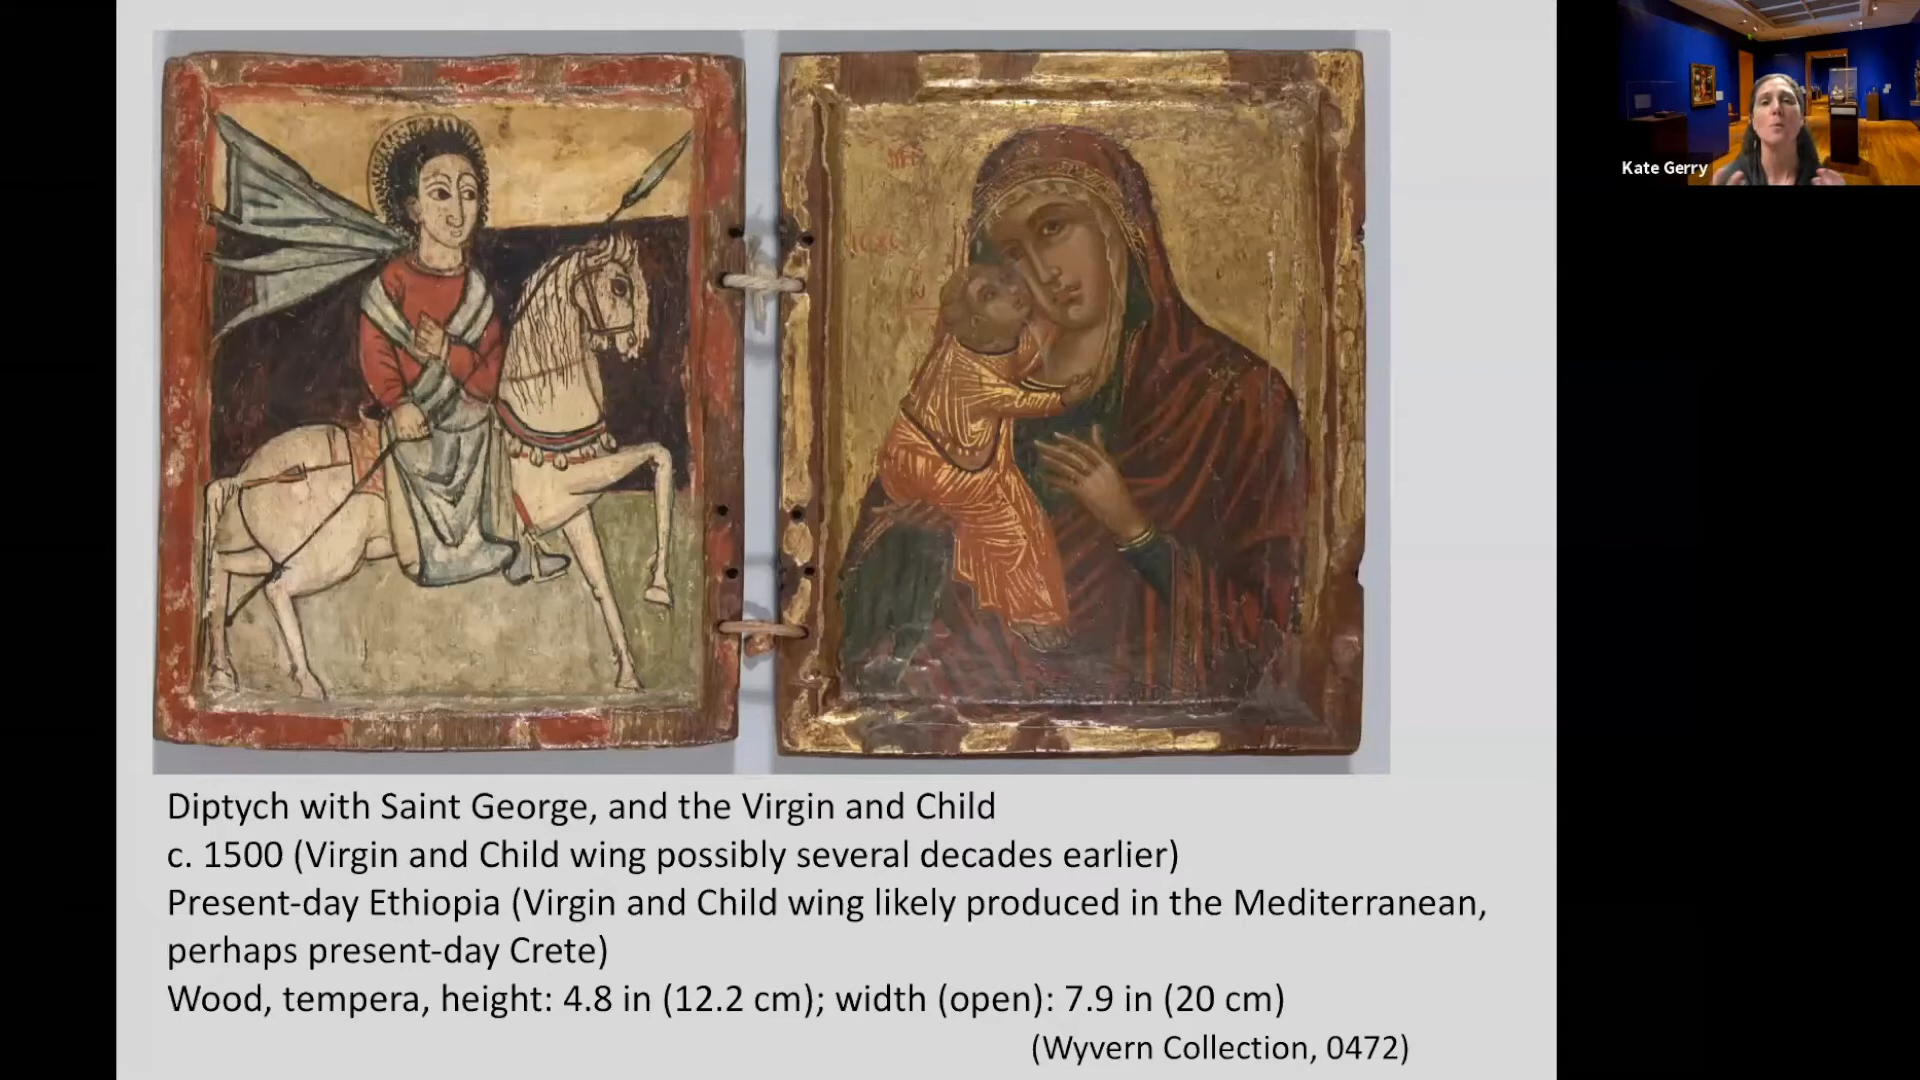 Diptych with Saint George, and the Virgin and Child
c. 1500 (Virgin and Child wing possibly several decades earlier)
Present-day Ethiopia (Virgin and Child wing likely produced in the Mediterranean,
perhaps present-day Crete)
Wood, tempera, height: 4.8 in (12.2 cm); width (open): 7.9 in (20 cm)
(Wyvern Collection, 0472)
Kate Gerry